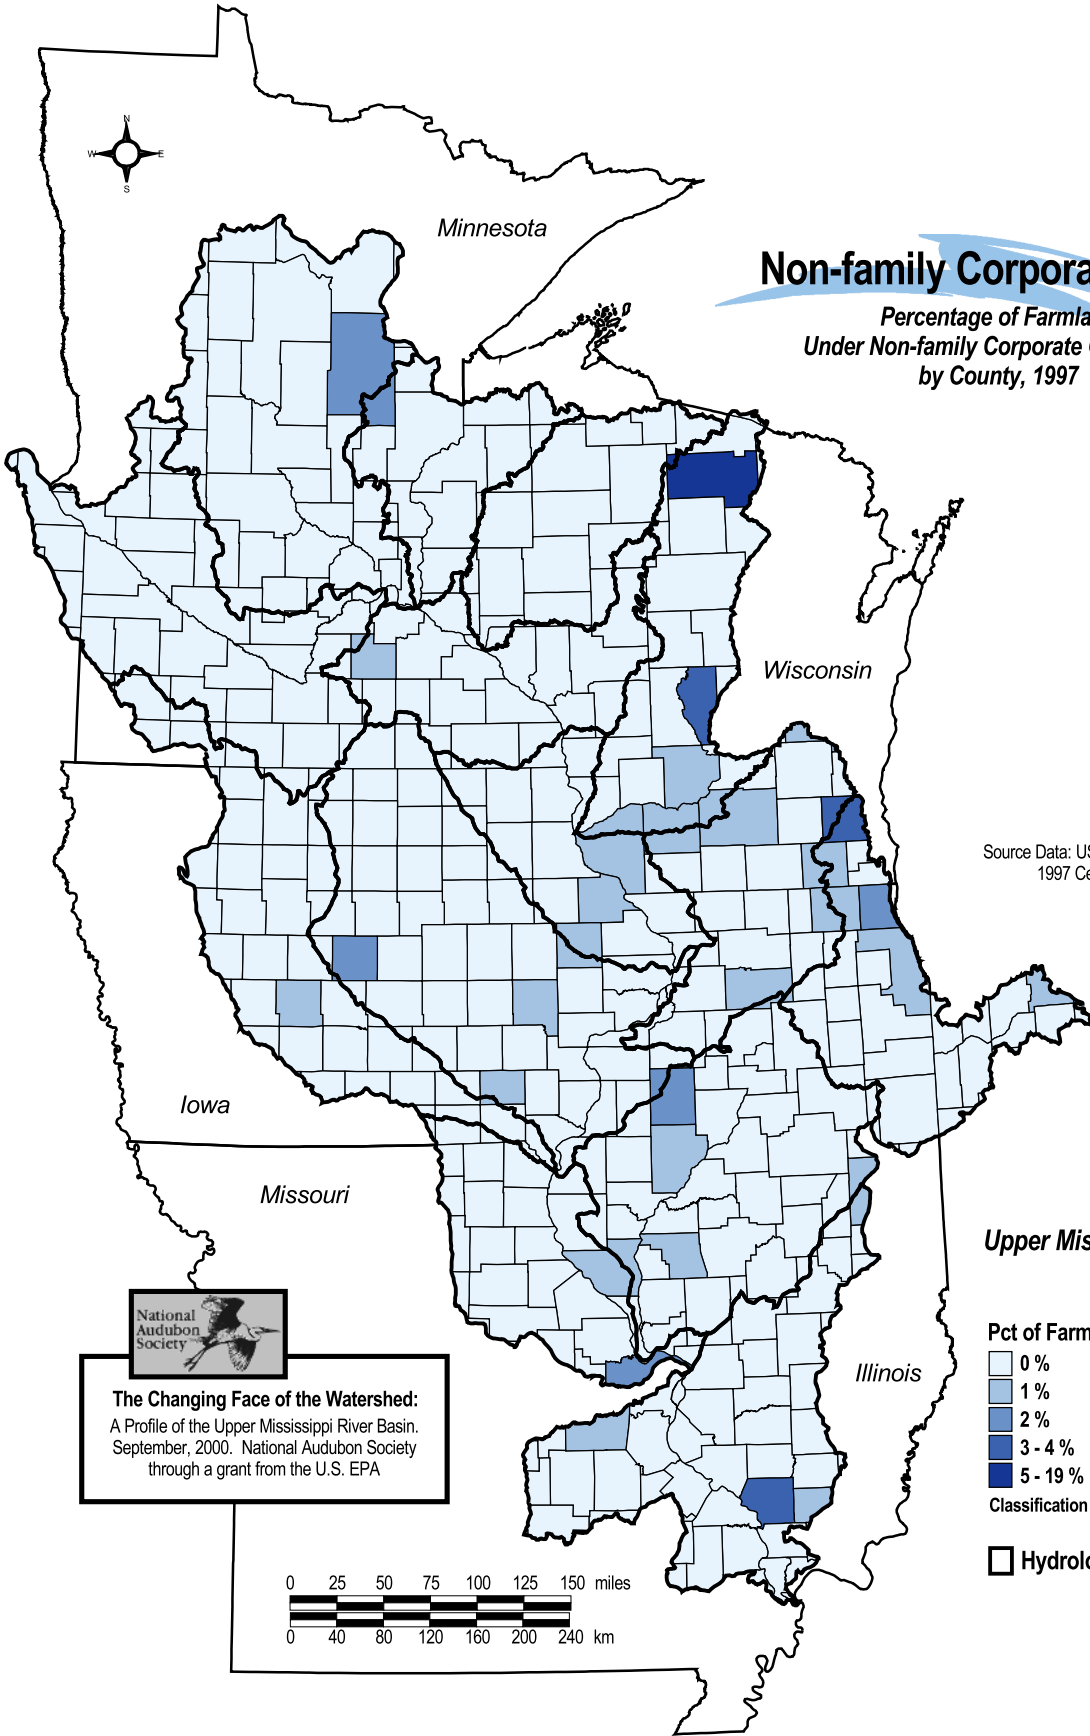 N
W E
S
Minnesota
Non-family Corpora
Percentage of Farmla
Under Non-family Corporate
by County, 1997
Wisconsin
Source Data: US
1997 Ce
Iowa
Missouri
Upper Mis
National
Audubon
Society
The Changing Face of the Watershed:
A Profile of the Upper Mississippi River Basin.
September, 2000. National Audubon Society
through a grant from the U.S. EPA
Illinois
Pct of Farm
0 %
1 %
2 %
3 - 4 %
5 - 19 %
Classification
Hydrolo
0 25 50 75 100 125 150 miles
0 40 80 120 160 200 240 km